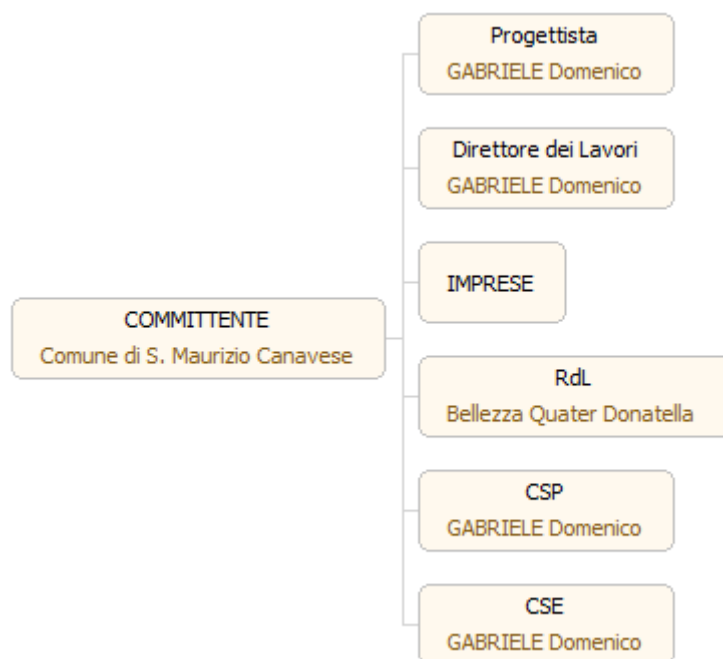 Progettista
GABRIELE Domenico
Direttore dei Lavori
GABRIELE Domenico
IMPRESE
COMMITTENTE
Comune di S. Maurizio Canavese
RdL
Bellezza Quater Donatella
CSP
GABRIELE Domenico
CSE
GABRIELE Domenico